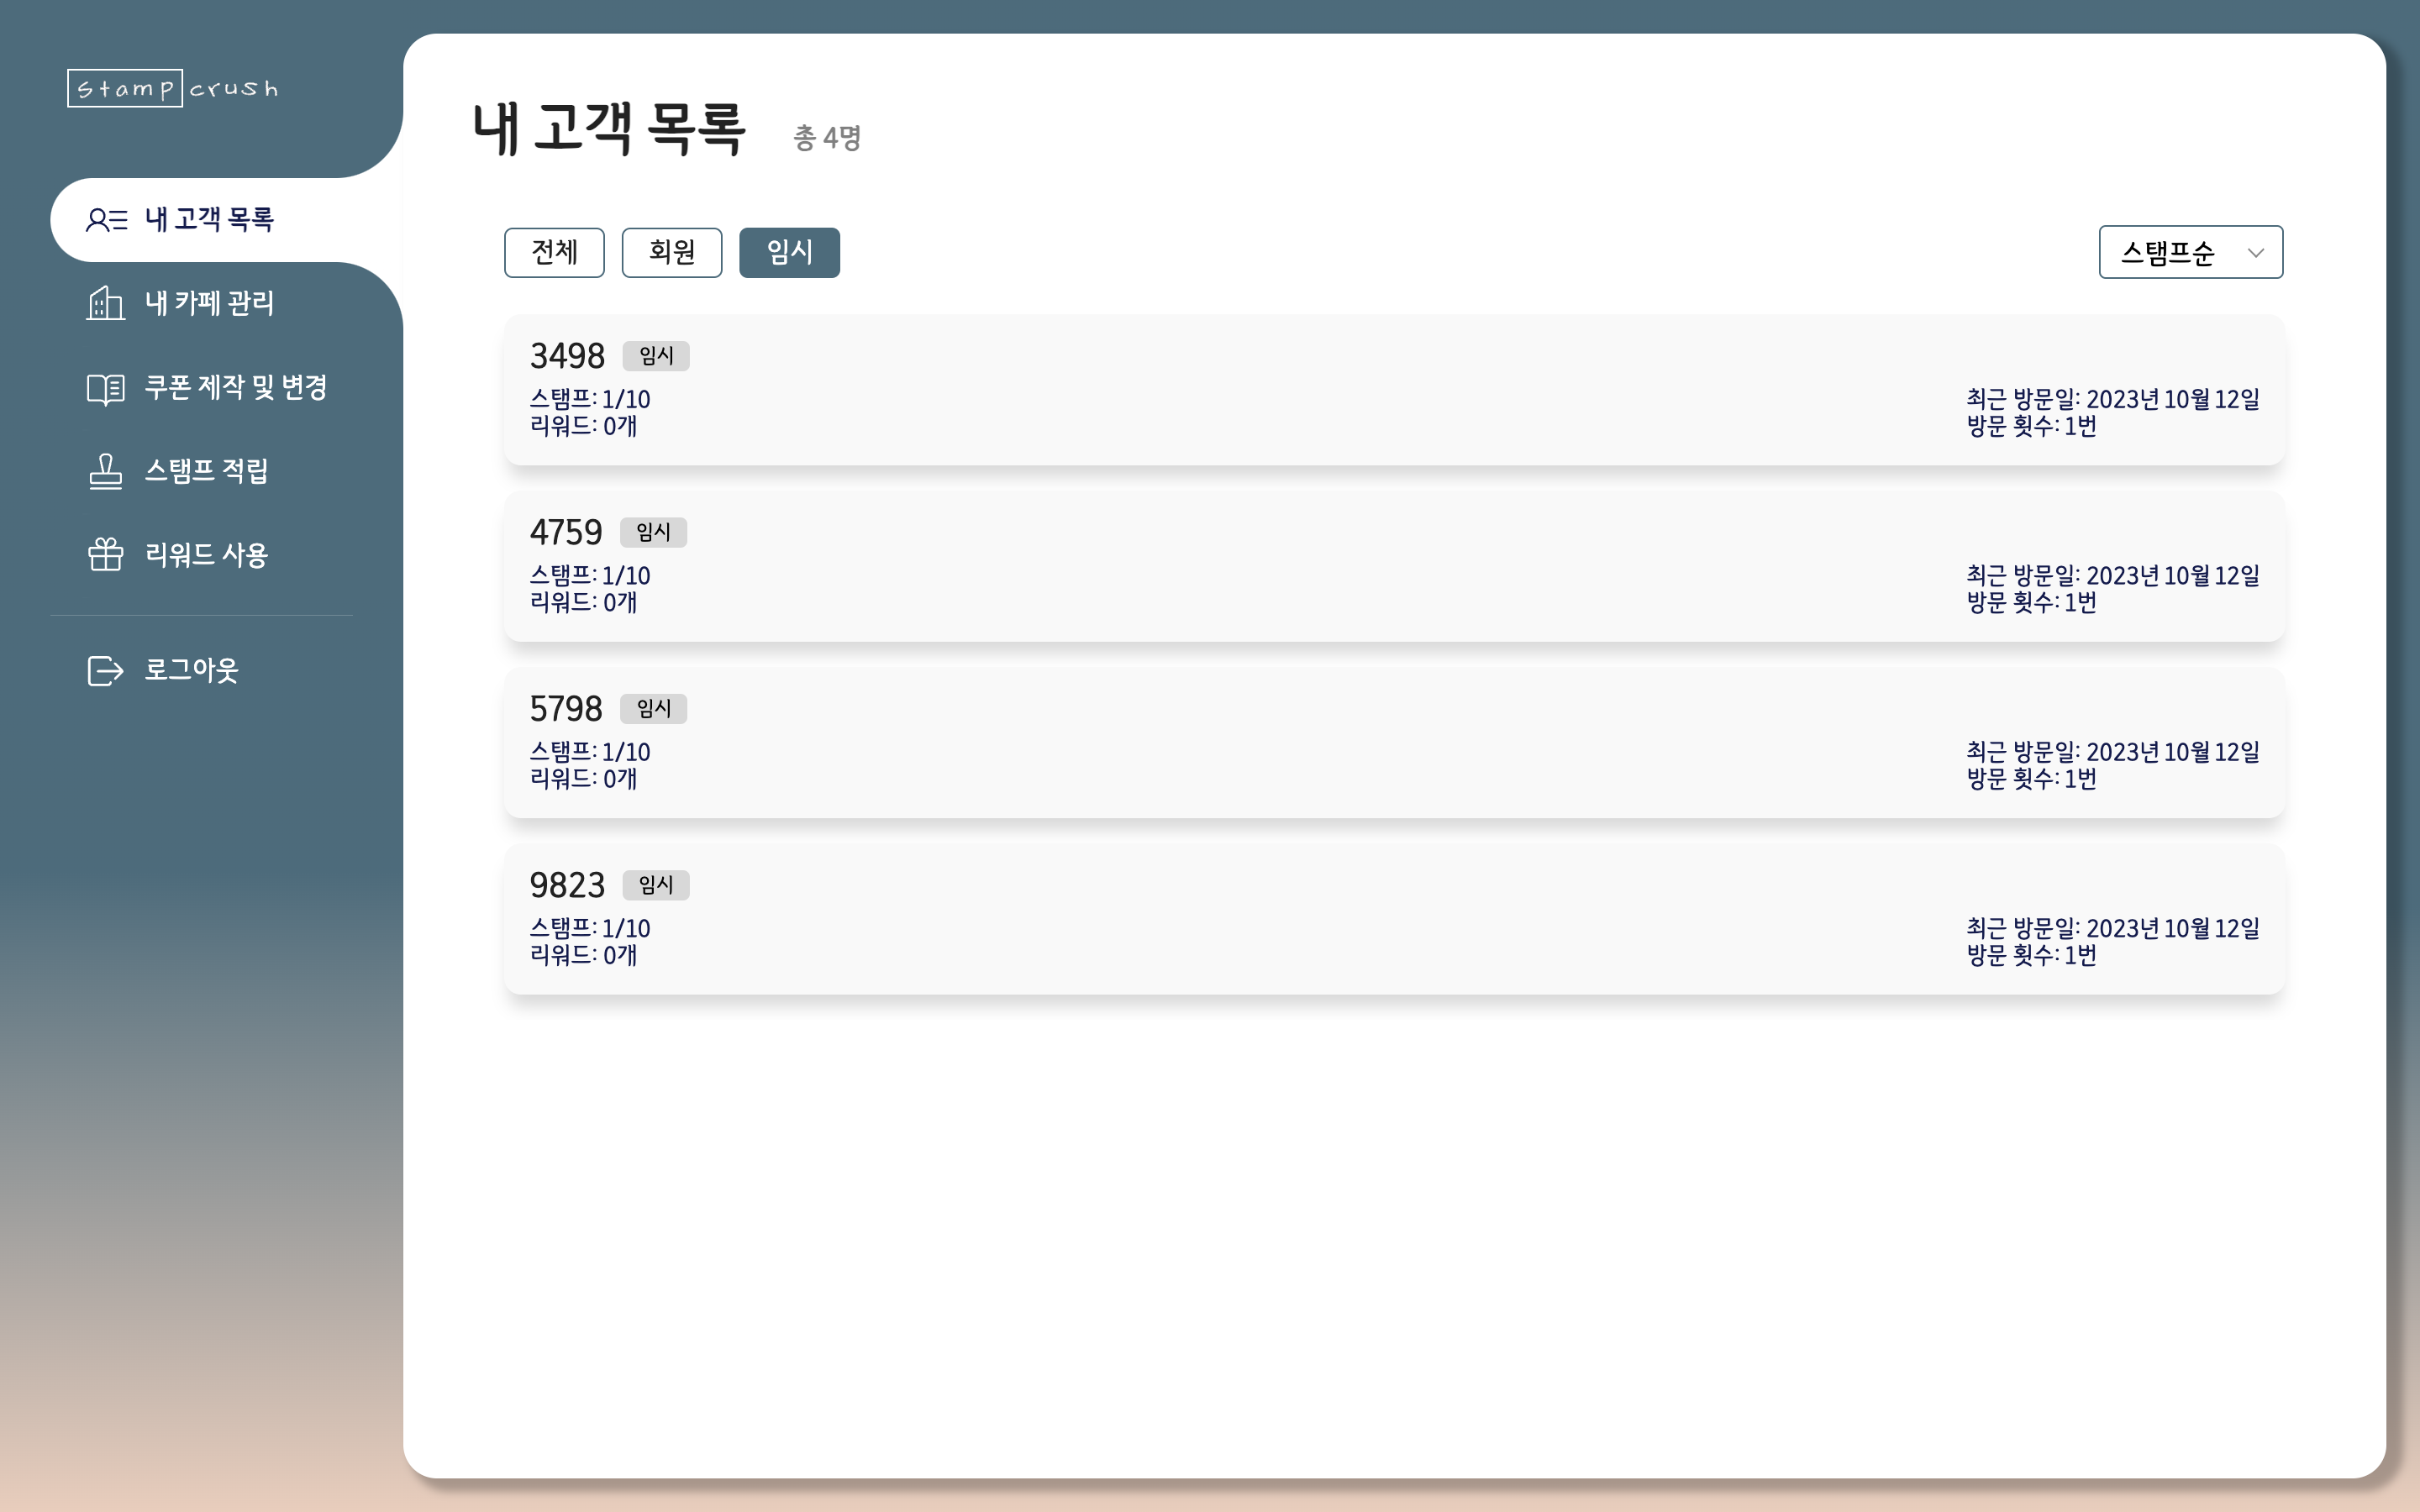 stamp crush
내 고객 목록
내 카페 관리
쿠폰 제작 및 변경
스탬프 적립
리워드 사용
로그아웃
내 고객 목록 총 4명
전체 회원 임시 스탬프순
3498 임시
스탬프: 1/10 최근 방문일: 2023년 10월 12일
리워드: 0개 방문 횟수: 1번
4759 임시
스탬프: 1/10 최근 방문일: 2023년 10월 12일
리워드: 0개 방문 횟수: 1번
5798 임시
스탬프: 1/10 최근 방문일: 2023년 10월 12일
리워드: 0개 방문 횟수: 1번
9823 임시
스탬프: 1/10 최근 방문일: 2023년 10월 12일
리워드: 0개 방문 횟수: 1번